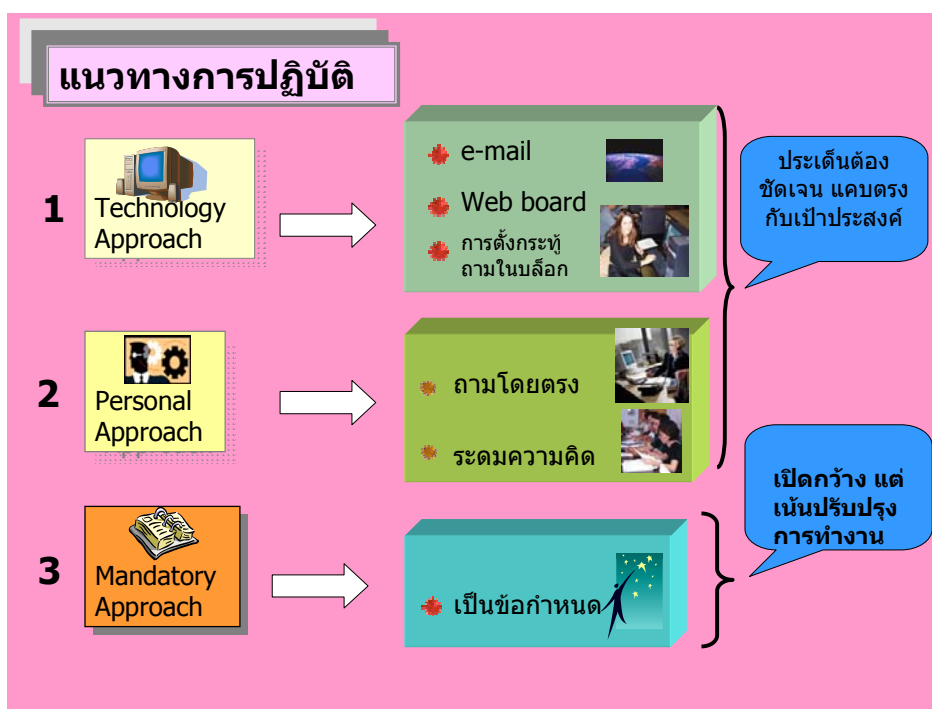 แนวทางการปฏิบัติ
1
Technology
Approach
e-mail
Web board
การตั้งกระทู้
ถามในบล็อก
ประเด็นต้อง
ชัดเจน แคบตรง
กับเป้าประสงค์
2
Personal
Approach
ถามโดยตรง
ระดมความคิด
เปิดกว้าง แต่
เน้นปรับปรุง
การทำงาน
3
Mandatory
Approach
เป็นข้อกำหนด